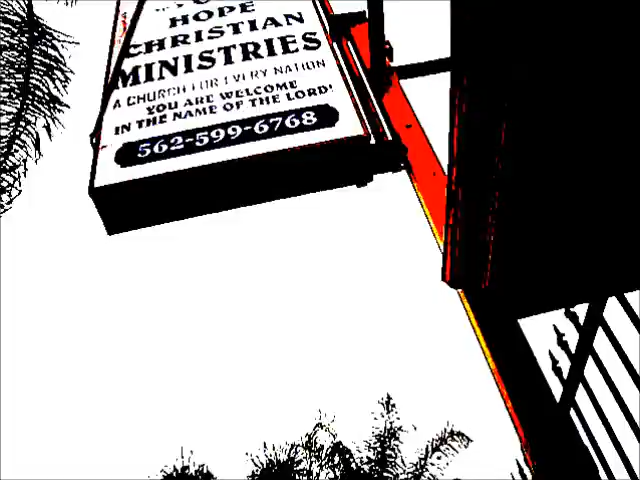 HOPE
CHRISTIAN
MINISTRIES
A CHURCH FOR EVERY NATION
YOU ARE WELCOME
IN THE NAME OF THE LORD!
562-599-6768